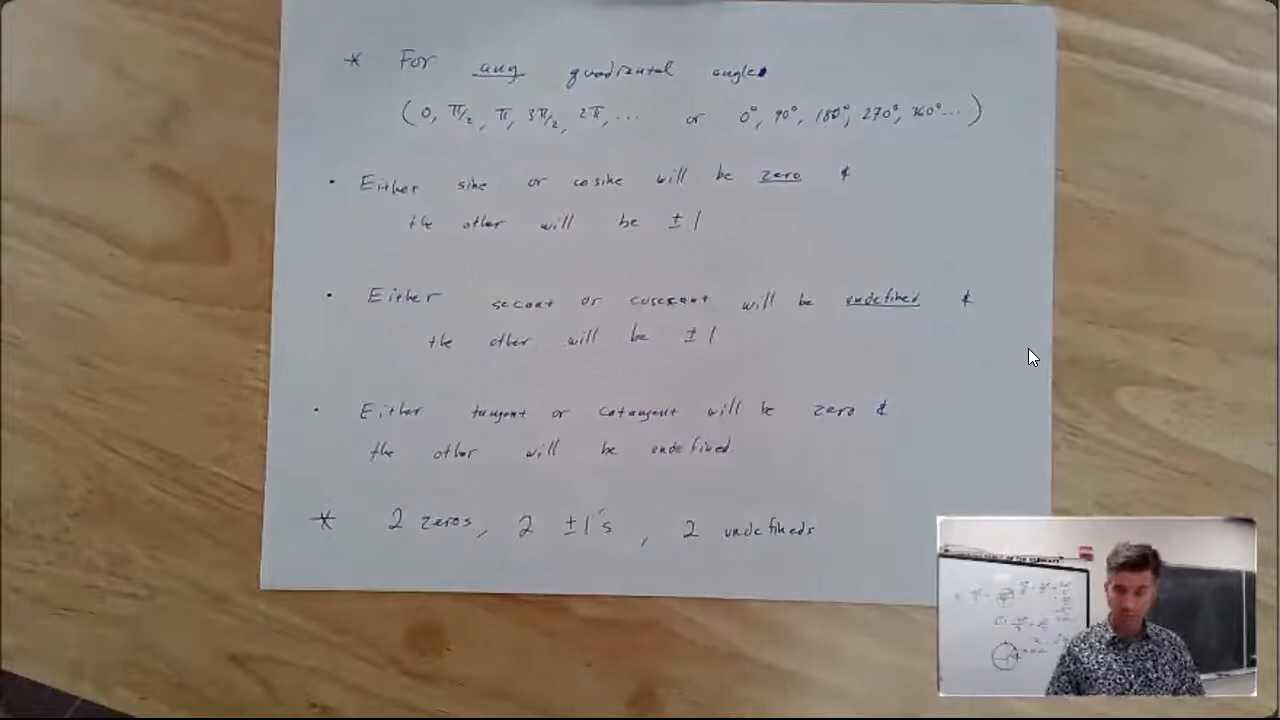 * For any quadrantal angle
(0, π/2, π, 3π/2, 2π, ... or 0°, 90°, 180°, 270°, 360°...)
• Either sine or cosine will be zero &
the other will be ± 1
• Either secant or cosecant will be undefined &
the other will be ± 1
• Either tangent or cotangent will be zero &
the other will be undefined.
* 2 zeros, 2 ±1's, 2 undefineds